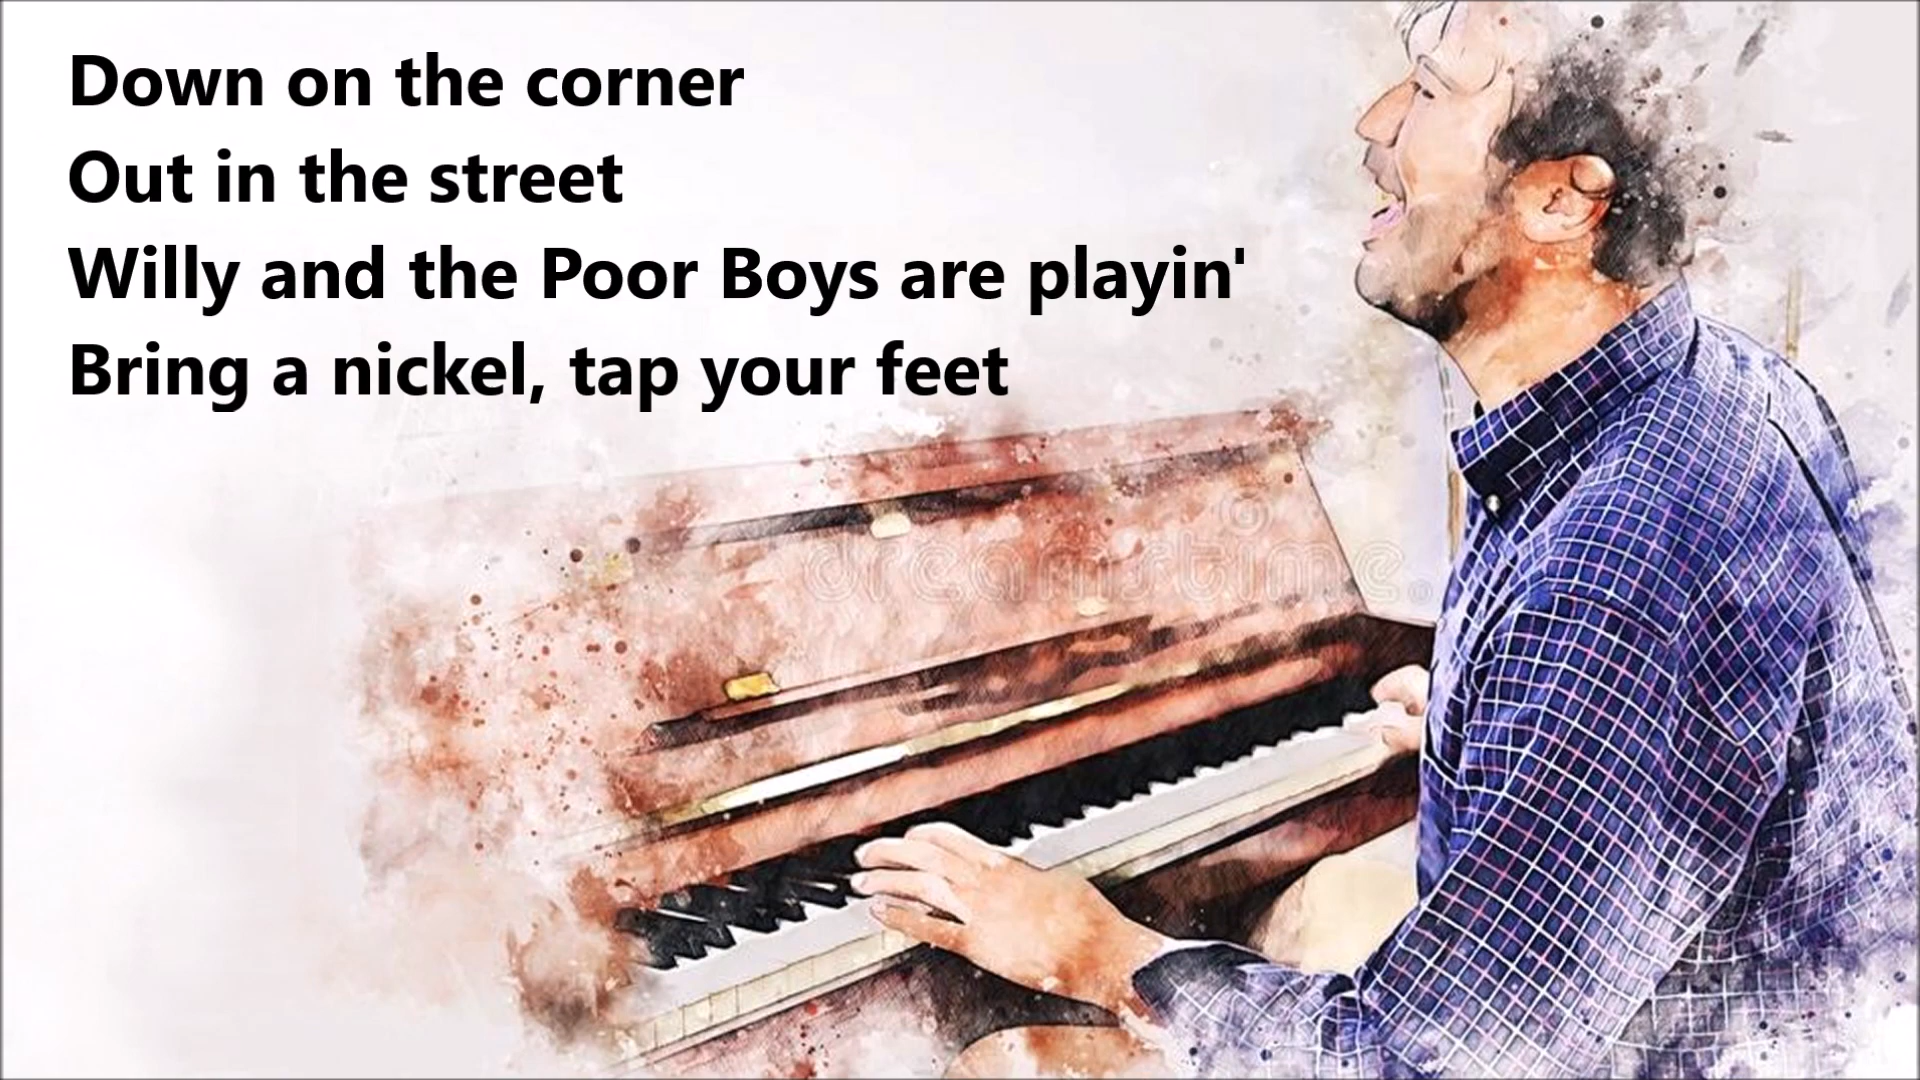 Down on the corner
Out in the street
Willy and the Poor Boys are playin'
Bring a nickel, tap your feet
dreamstime.